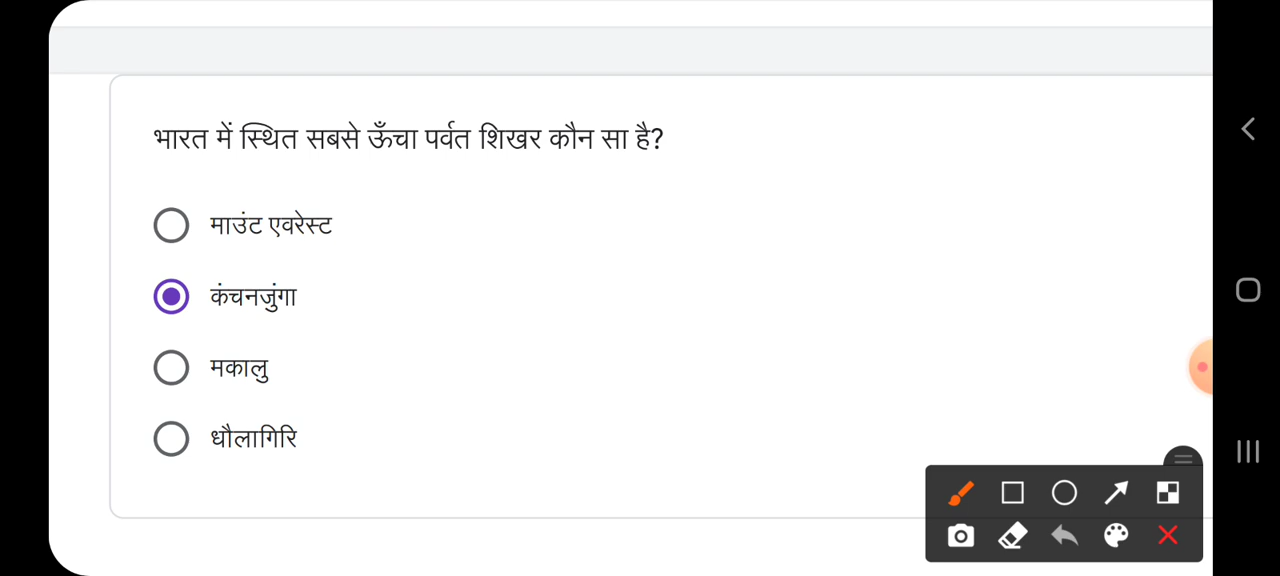 भारत में स्थित सबसे ऊँचा पर्वत शिखर कौन सा है?
माउंट एवरेस्ट
कंचनजुंगा
मकालु
धौलागिरि